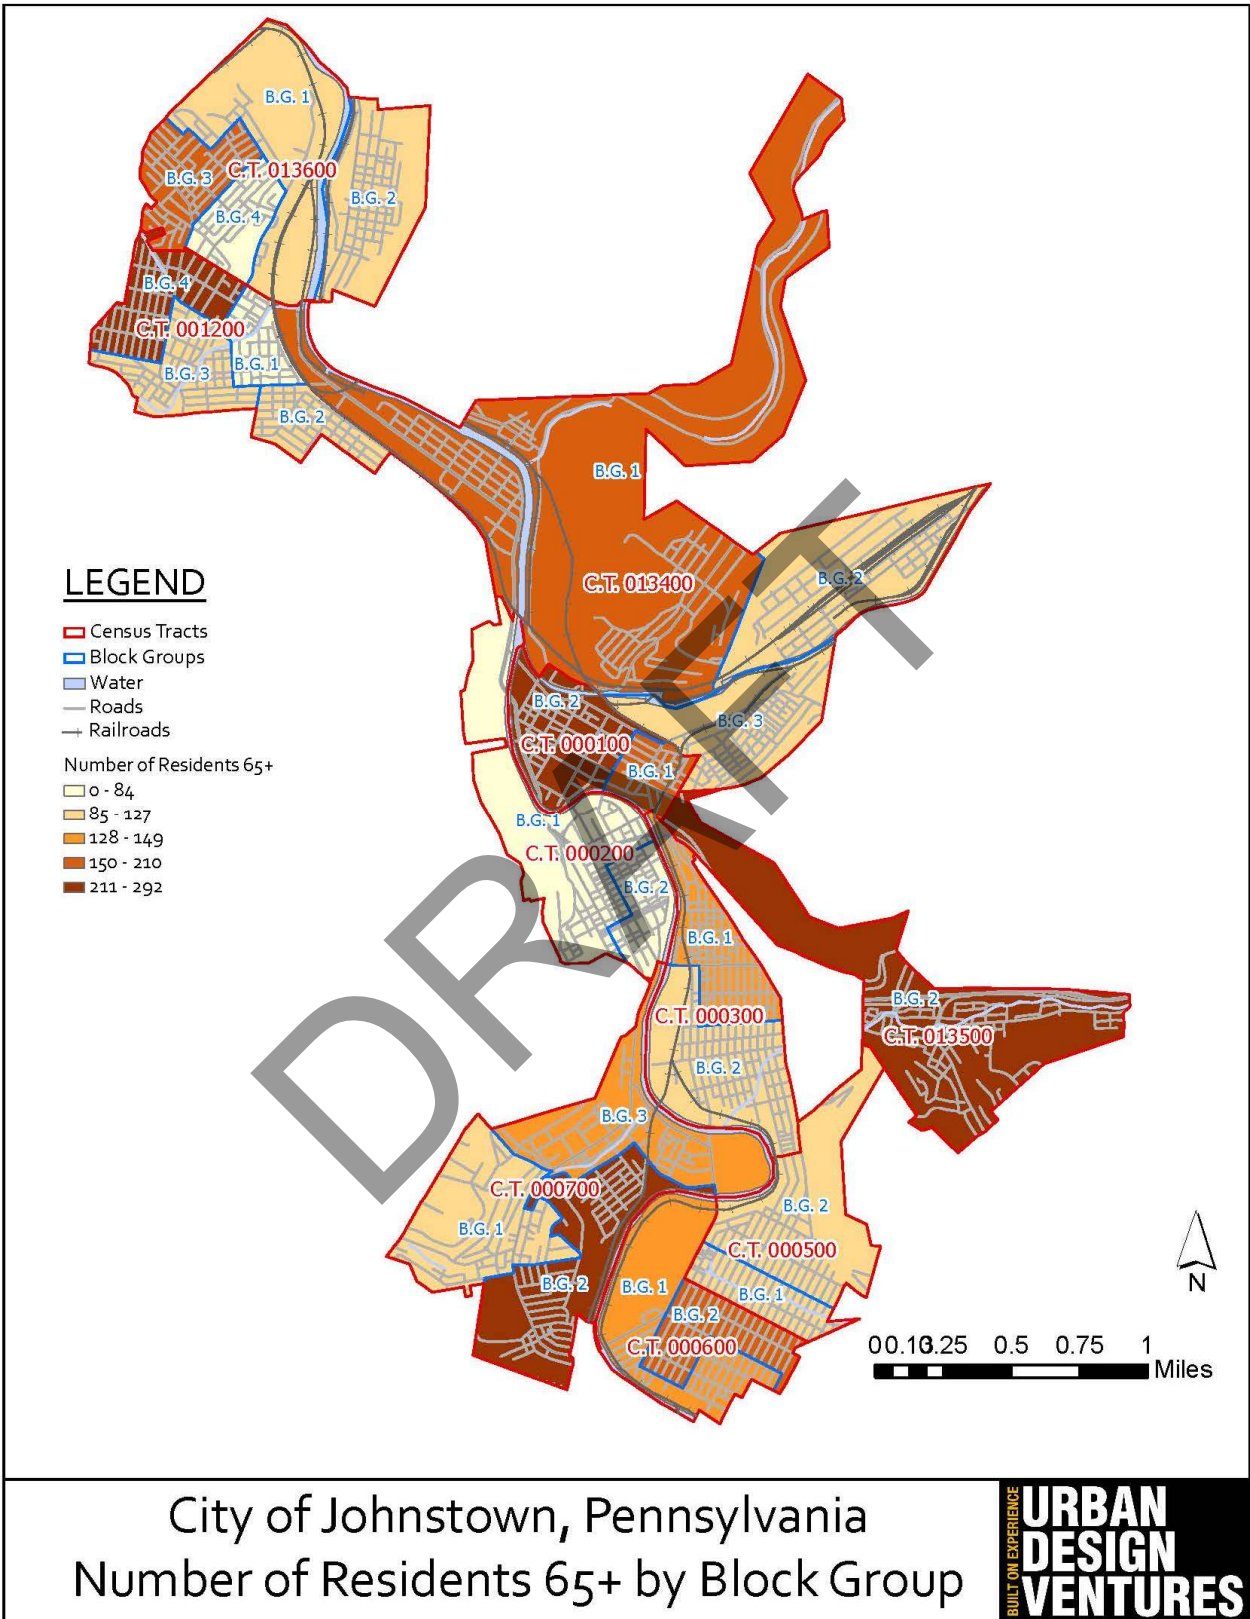 B.G. 1
C.T. 013600
B.G. 3
B.G. 2
B.G. 4
B.G. 4
C.T. 001200
B.G. 1
B.G. 3
B.G. 2
B.G. 1
C.T. 013400
B.G. 2
LEGEND
Census Tracts
Block Groups
Water
Roads
Railroads
Number of Residents 65+
0 - 84
85 - 127
128 - 149
150 - 210
211 - 292
B.G. 2
B.G. 3
C.T. 000100
B.G. 1
B.G. 1
C.T. 000200
B.G. 2
B.G. 1
B.G. 2
C.T. 000300
C.T. 013500
B.G. 2
B.G. 3
C.T. 000700
B.G. 2
B.G. 1
C.T. 000500
B.G. 2
B.G. 1
B.G. 1
B.G. 2
C.T. 000600
DRAFT
N
0 0.13 0.25 0.5 0.75 1
Miles
City of Johnstown, Pennsylvania
Number of Residents 65+ by Block Group
BUILT ON EXPERIENCE
URBAN
DESIGN
VENTURES